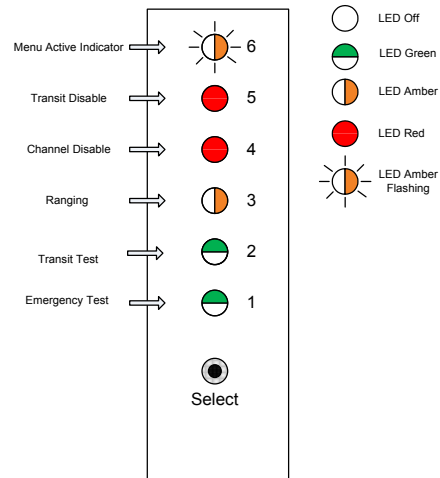 Menu Active Indicator
6
Transit Disable
5
Channel Disable
4
Ranging
3
Transit Test
2
Emergency Test
1
Select
LED Off
LED Green
LED Amber
LED Red
LED Amber
Flashing